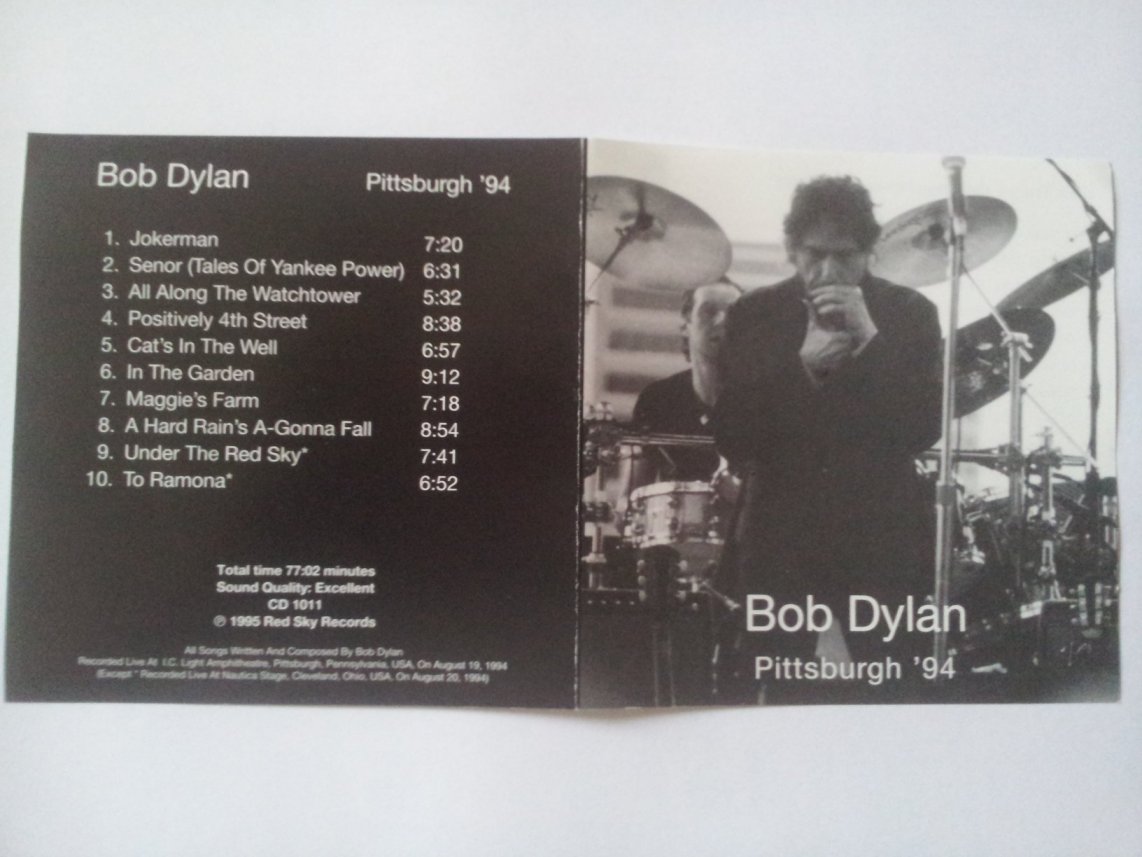 Bob Dylan Pittsburgh '94
1. Jokerman 7:20
2. Senor (Tales Of Yankee Power) 6:31
3. All Along The Watchtower 5:32
4. Positively 4th Street 8:38
5. Cat's In The Well 6:57
6. In The Garden 9:12
7. Maggie's Farm 7:18
8. A Hard Rain's A-Gonna Fall 8:54
9. Under The Red Sky* 7:41
10. To Ramona* 6:52
Total time 77:02 minutes
Sound Quality: Excellent
CD 1011
℗ 1995 Red Sky Records
All Songs Written And Composed By Bob Dylan
Recorded Live At I.C. Light Amphitheatre, Pittsburgh, Pennsylvania, USA, On August 19, 1994
(Except * Recorded Live At Nautica Stage, Cleveland, Ohio, USA, On August 20, 1994)
Bob Dylan
Pittsburgh '94